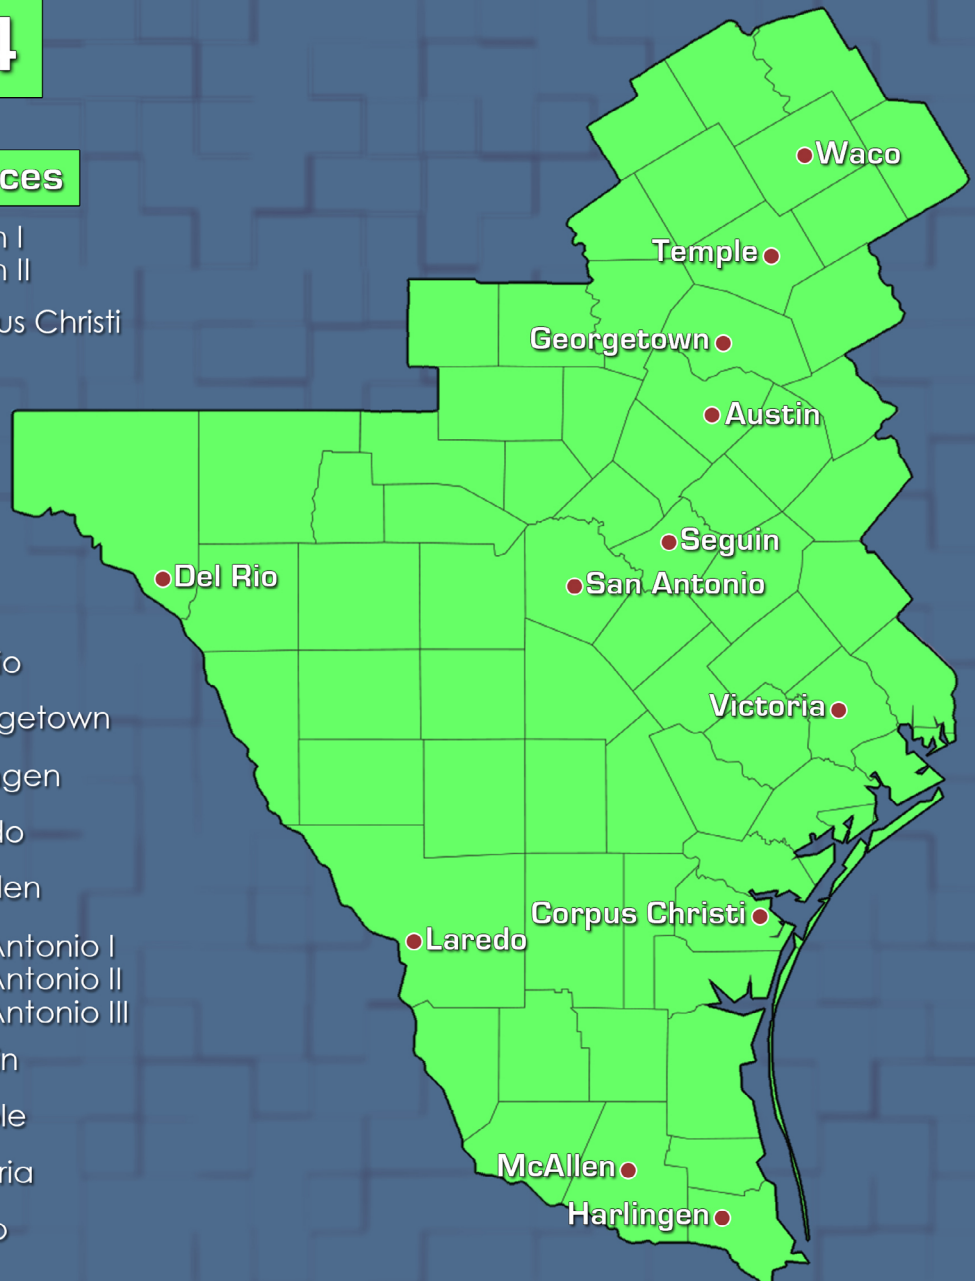 4
ces
n I
n II
us Christi
io
getown
gen
do
len
Antonio I
Antonio II
Antonio III
in
le
ria
o
Waco
Temple
Georgetown
Austin
Seguin
Del Rio
San Antonio
Victoria
Corpus Christi
Laredo
McAllen
Harlingen